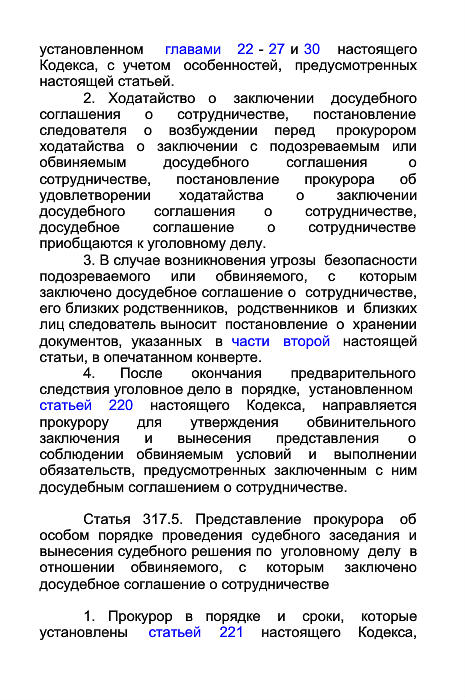 установленном главами 22 - 27 и 30 настоящего
Кодекса, с учетом особенностей, предусмотренных
настоящей статьей.
2. Ходатайство о заключении досудебного
соглашения о сотрудничестве, постановление
следователя о возбуждении перед прокурором
ходатайства о заключении с подозреваемым или
обвиняемым досудебного соглашения о
сотрудничестве, постановление прокурора об
удовлетворении ходатайства о заключении
досудебного соглашения о сотрудничестве,
досудебное соглашение о сотрудничестве
приобщаются к уголовному делу.
3. В случае возникновения угрозы безопасности
подозреваемого или обвиняемого, с которым
заключено досудебное соглашение о сотрудничестве,
его близких родственников, родственников и близких
лиц следователь выносит постановление о хранении
документов, указанных в части второй настоящей
статьи, в опечатанном конверте.
4. После окончания предварительного
следствия уголовное дело в порядке, установленном
статьей 220 настоящего Кодекса, направляется
прокурору для утверждения обвинительного
заключения и вынесения представления о
соблюдении обвиняемым условий и выполнении
обязательств, предусмотренных заключенным с ним
досудебным соглашением о сотрудничестве.
Статья 317.5. Представление прокурора об
особом порядке проведения судебного заседания и
вынесения судебного решения по уголовному делу в
отношении обвиняемого, с которым заключено
досудебное соглашение о сотрудничестве
1. Прокурор в порядке и сроки, которые
установлены статьей 221 настоящего Кодекса,